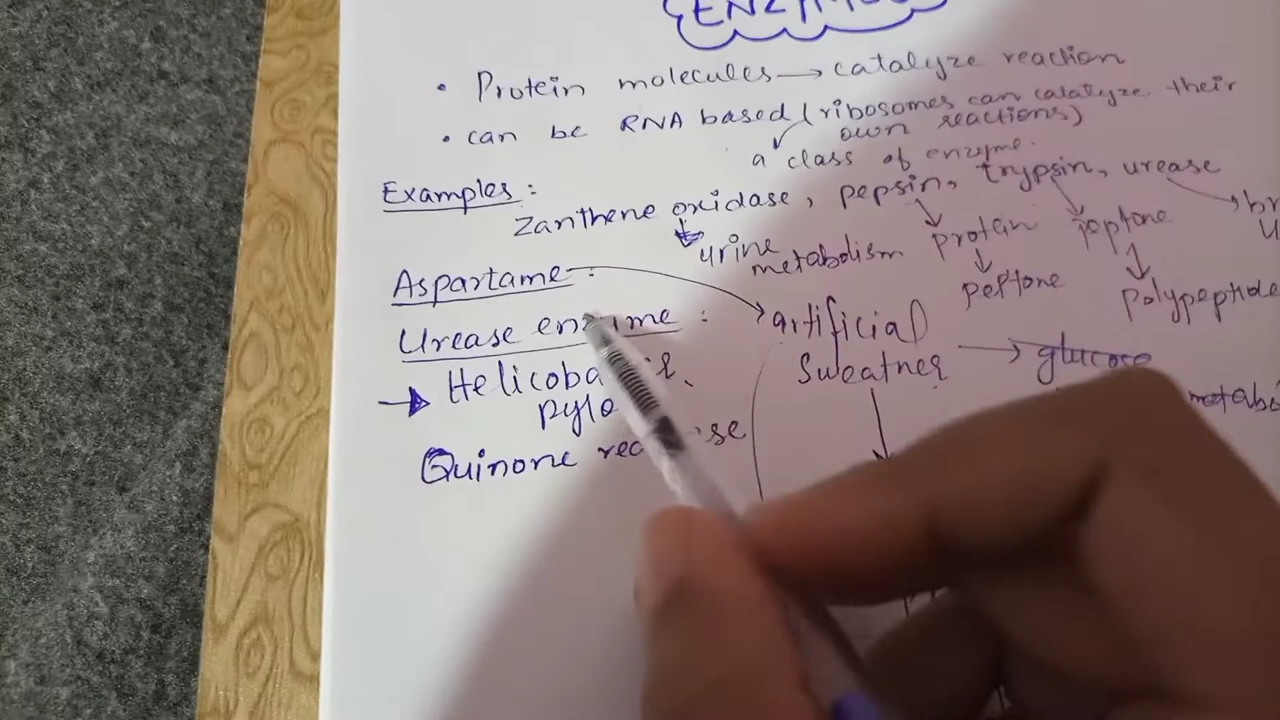 • Protein molecules → catalyze reaction
• can be RNA based (ribosomes can catalyze their
own reactions)
a class of enzyme.
Examples :
Zanthene oxidase, pepsin, trypsin, urease
urine
metabolism
protein
peptone
peptone
polypeptide
Aspartame :
artificial
Sweatner → glucose
Urease enzyme :
→ Helicoba
pylo
Quinone